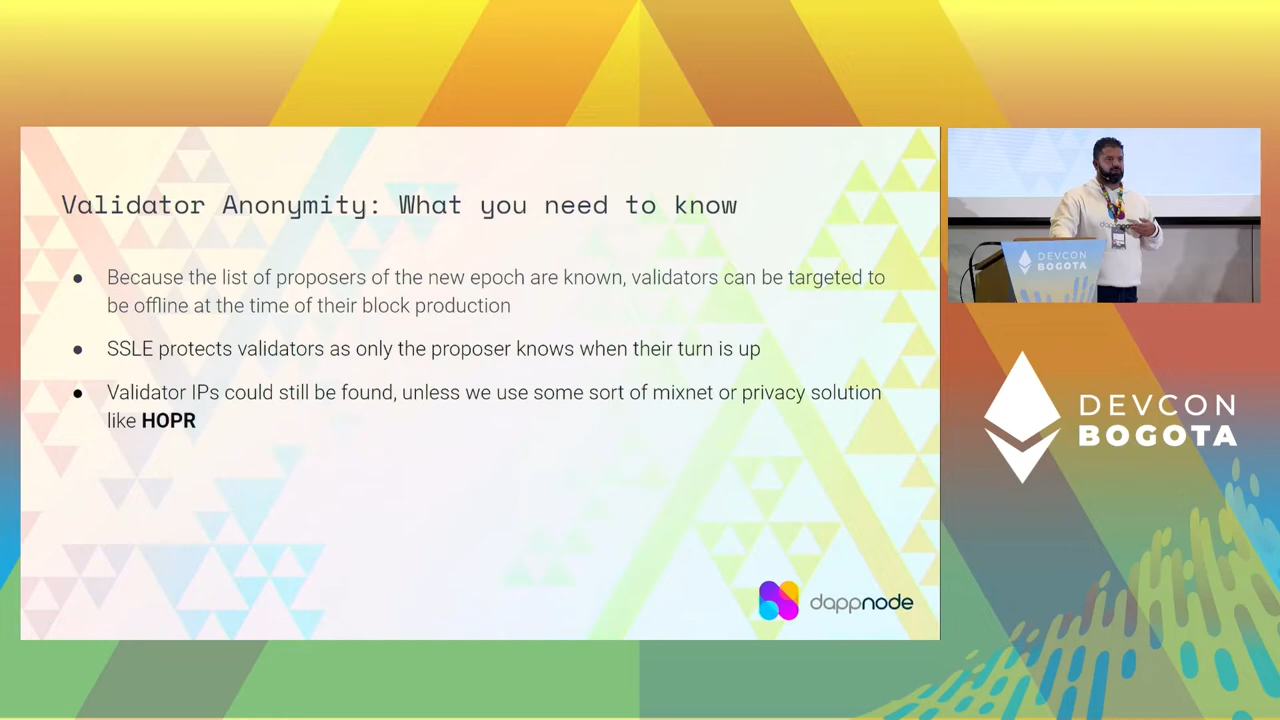 Validator Anonymity: What you need to know
● Because the list of proposers of the new epoch are known, validators can be targeted to
be offline at the time of their block production
● SSLE protects validators as only the proposer knows when their turn is up
● Validator IPs could still be found, unless we use some sort of mixnet or privacy solution
like HOPR
dappnode
DEVCON
BOGOTA
DEVCON
BOGOTA